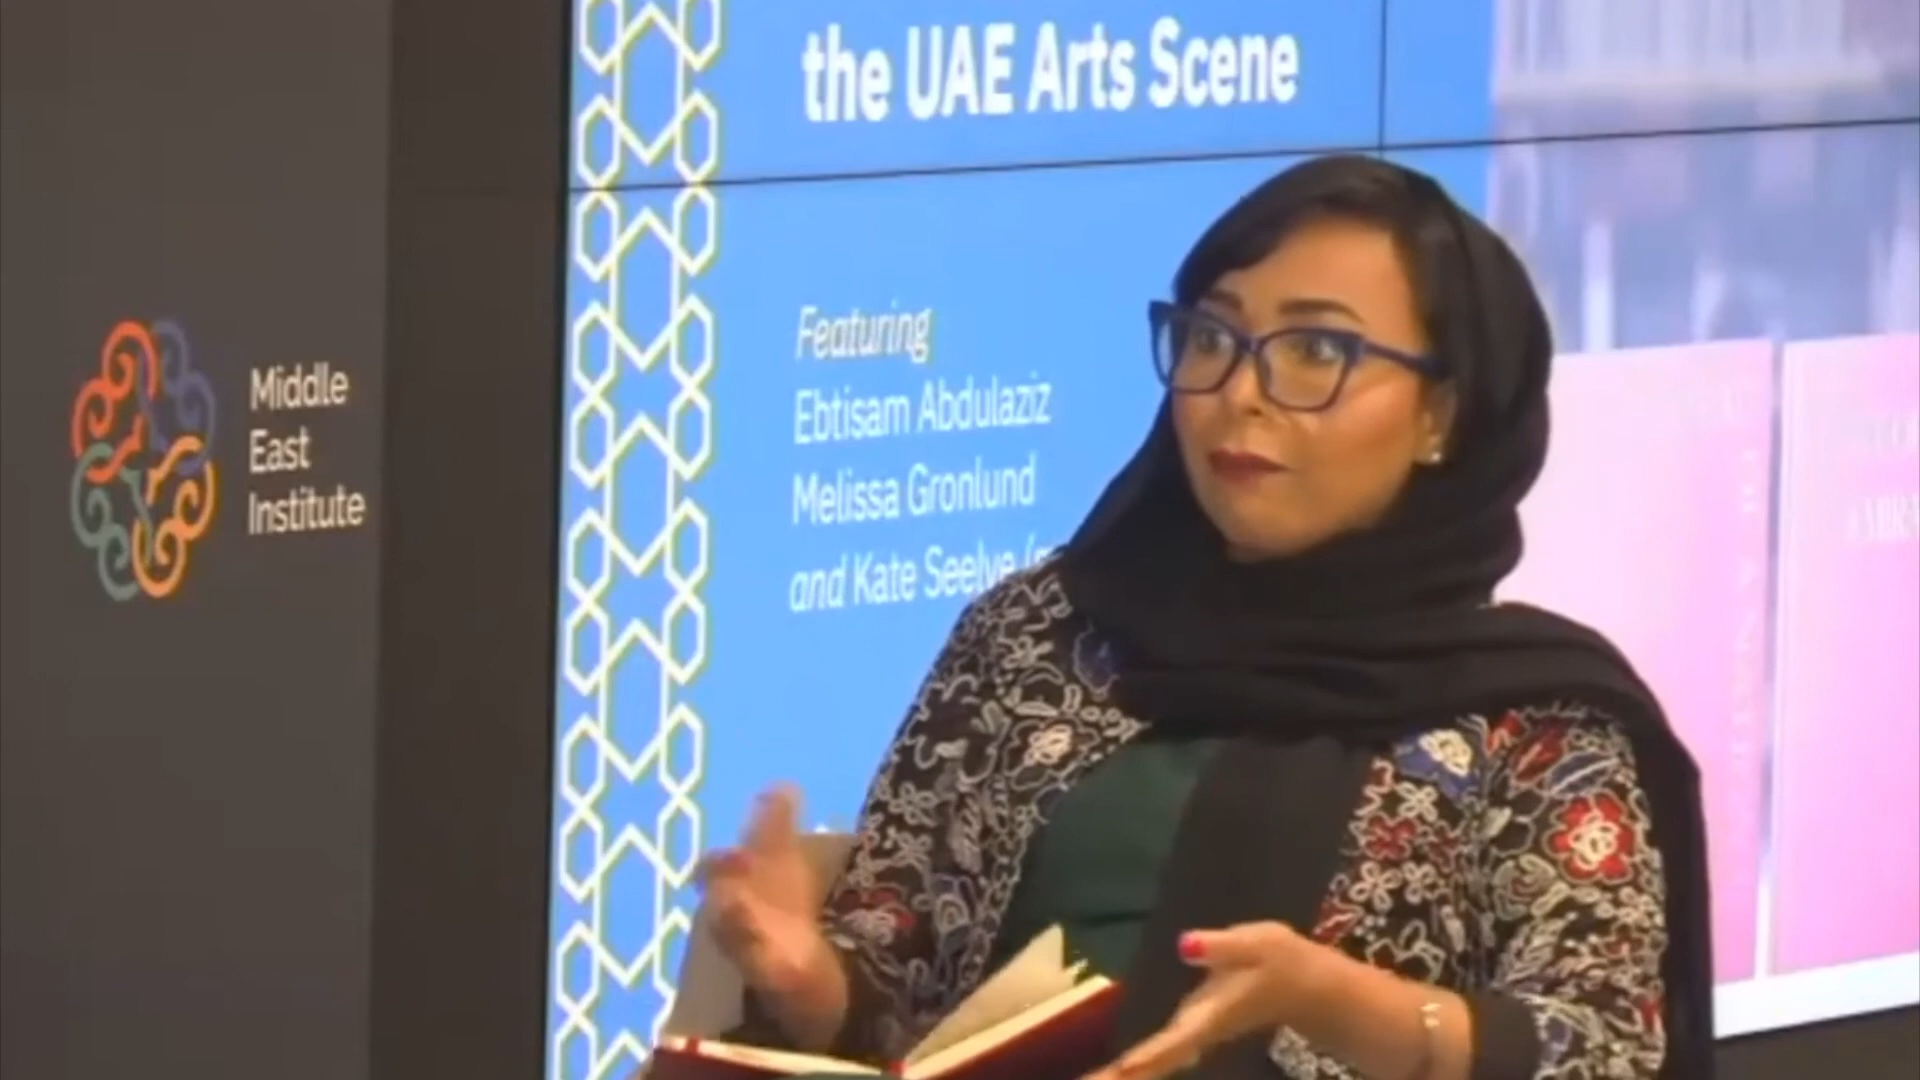 the UAE Arts Scene
Featuring
Ebtisam Abdulaziz
Melissa Gronlund
and Kate Seelye
Middle
East
Institute